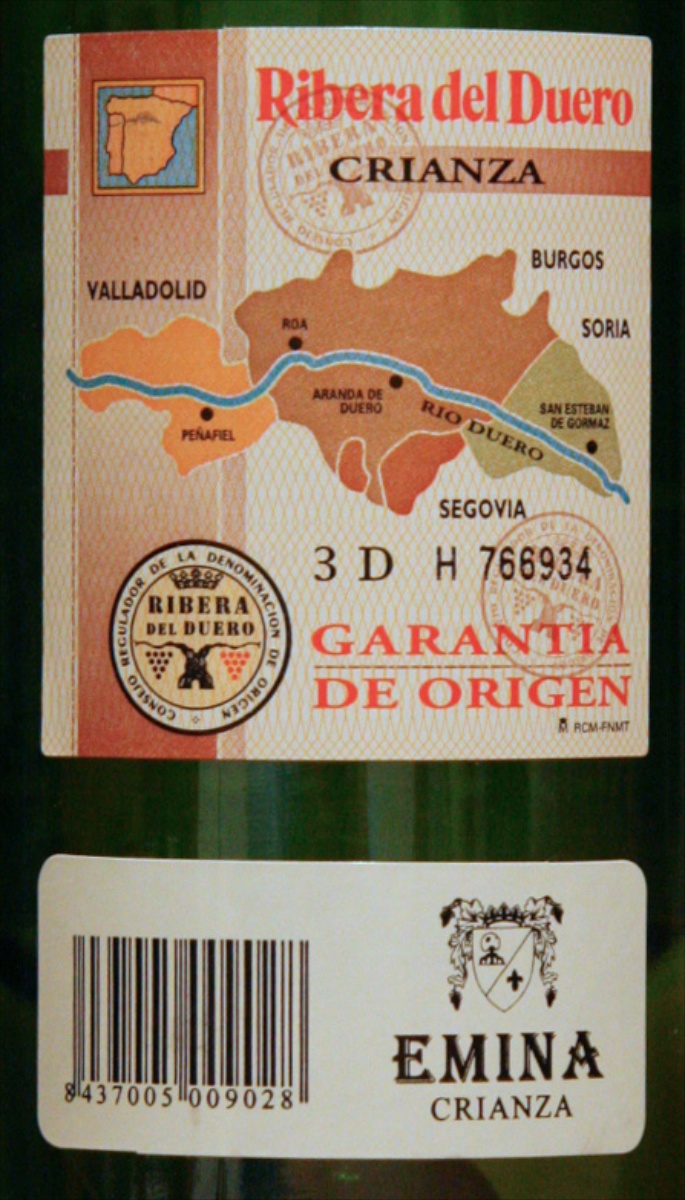 Ribera del Duero
CRIANZA
BURGOS
VALLADOLID
SORIA
ROA
ARANDA DE
DUERO
RIO DUERO
SAN ESTEBAN
DE GORMAZ
PEÑAFIEL
SEGOVIA
3 D H 766934
CONSEJO REGULADOR DE LA DENOMINACION DE ORIGEN
RIBERA
DEL DUERO
GARANTIA
DE ORIGEN
RCM-FNMT
EMINA
CRIANZA
8 437005 009028